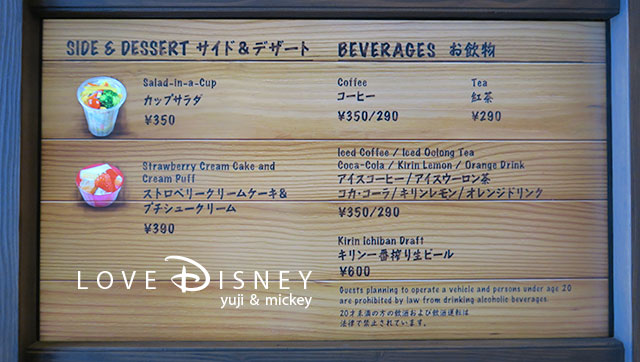 SIDE & DESSERT サイド&デザート
Salad-in-a-Cup
カップサラダ
¥350
Strawberry Cream Cake and
Cream Puff
ストロベリークリームケーキ&
プチシュークリーム
¥390
BEVERAGES お飲物
Coffee
コーヒー
¥350/290
Tea
紅茶
¥290
Iced Coffee / Iced Oolong Tea
Coca-Cola / Kirin Lemon / Orange Drink
アイスコーヒー/アイスウーロン茶
コカ·コーラ/キリンレモン/オレンジドリンク
¥350/290
Kirin Ichiban Draft
キリン一番搾り生ビール
¥600
Guests planning to operate a vehicle and persons under age 20
are prohibited by law from drinking alcoholic beverages.
20才未満の方の飲酒および飲酒運転は
法律で禁止されています。
LOVE DISNEY
yuji & mickey